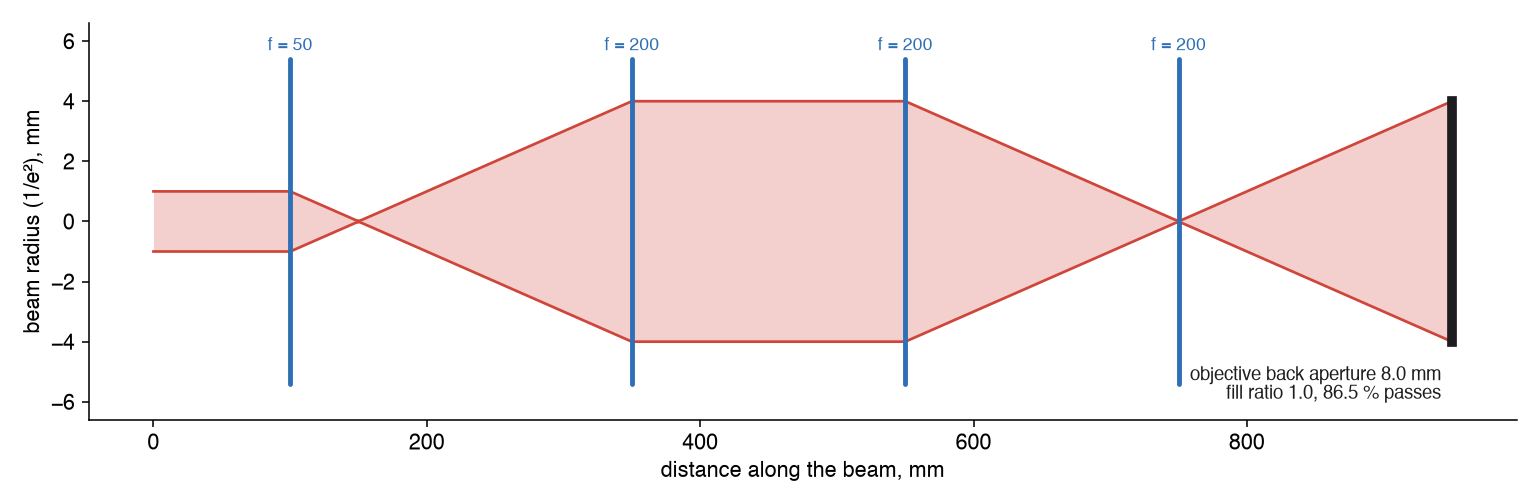 f = 50
f = 200
f = 200
f = 200
6
4
2
0
−2
−4
−6
beam radius (1/e²), mm
objective back aperture 8.0 mm
fill ratio 1.0, 86.5 % passes
0
200
400
600
800
distance along the beam, mm